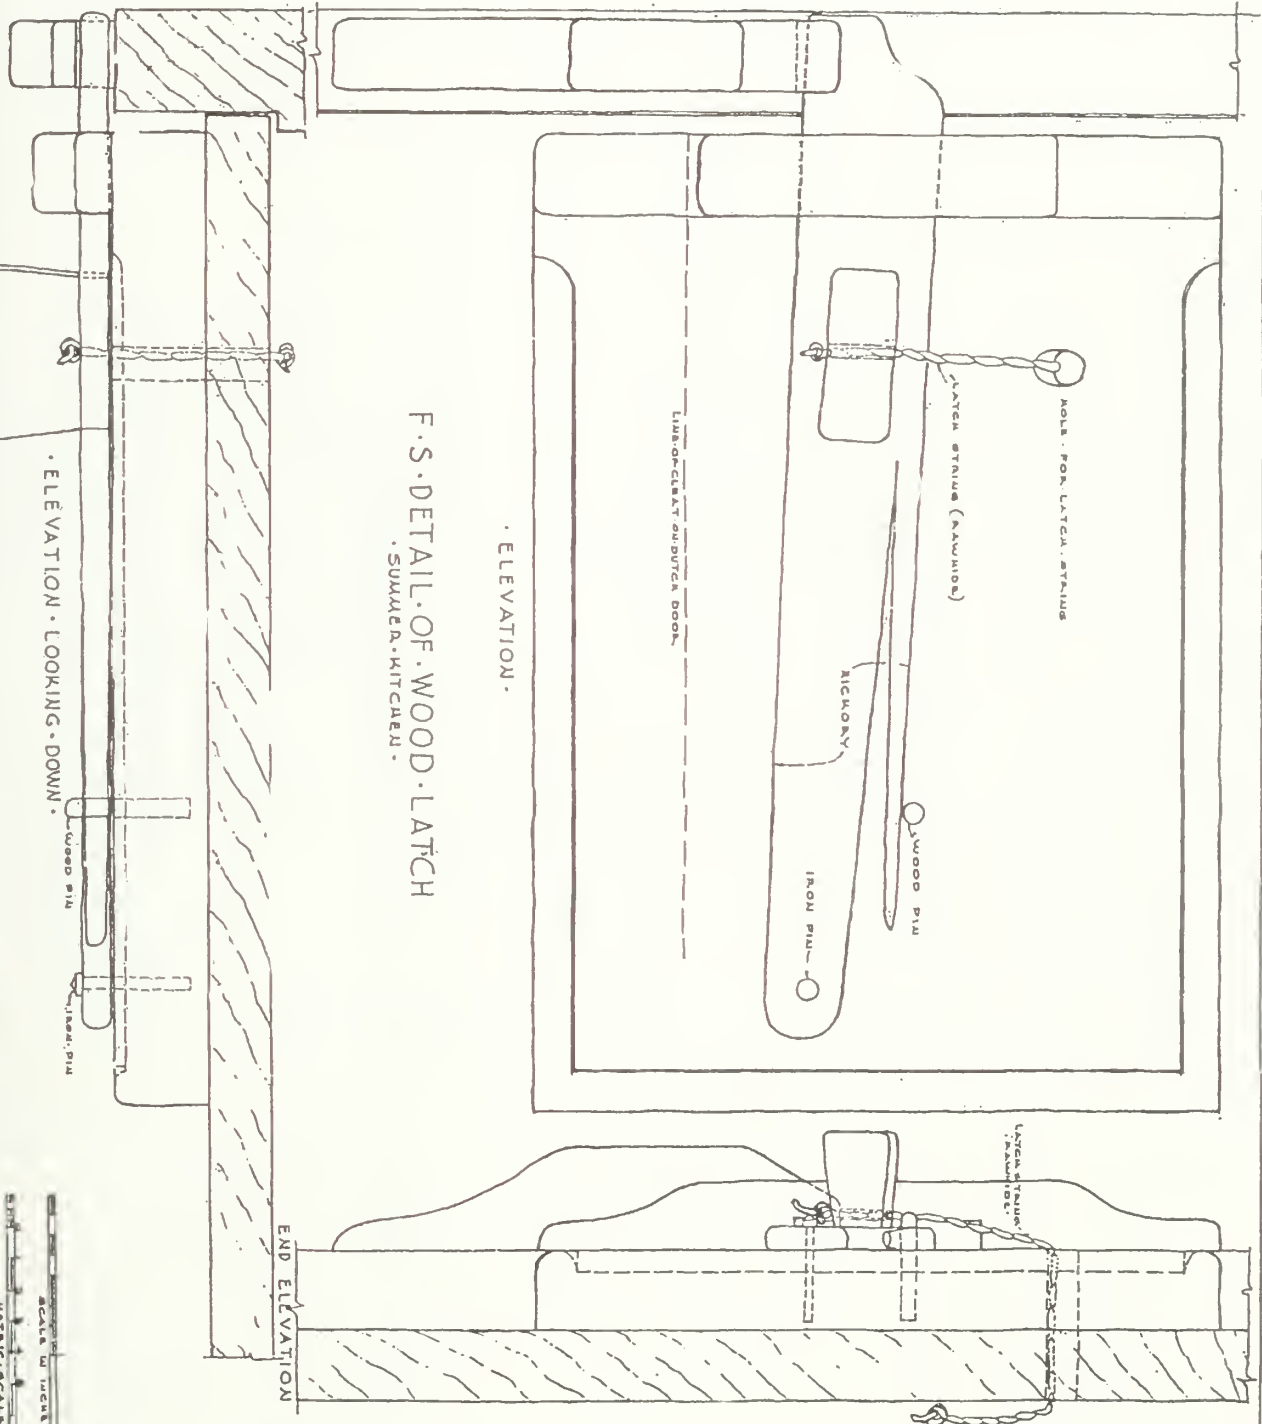 HOLE · FOR · LATCH · STRING
LATCH STRING (RAWHIDE)
HICKORY
WOOD PIN
IRON PIN
LINE · OF · CLEAT · ON · DUTCH DOOR
· ELEVATION ·
F · S · DETAIL · OF · WOOD · LATCH
· SUMMER · KITCHEN ·
· ELEVATION · LOOKING · DOWN ·
WOOD PIN
IRON · PIN
LATCH STRING
RAWHIDE ·
END ELEVATION
SCALE IN INCHES
METRIC · SCALE